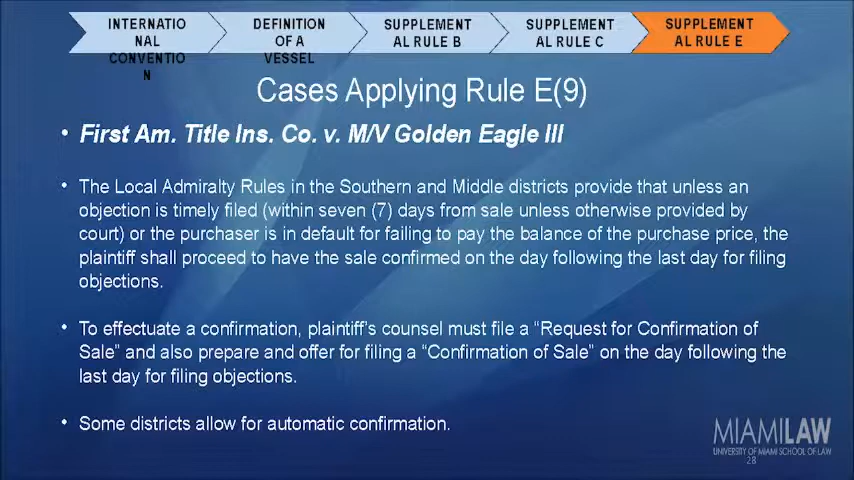 INTERNATIO
NAL
CONVENTIO
N
DEFINITION
OF A
VESSEL
SUPPLEMENT
AL RULE B
SUPPLEMENT
AL RULE C
SUPPLEMENT
AL RULE E
Cases Applying Rule E(9)
• First Am. Title Ins. Co. v. M/V Golden Eagle III
• The Local Admiralty Rules in the Southern and Middle districts provide that unless an
objection is timely filed (within seven (7) days from sale unless otherwise provided by
court) or the purchaser is in default for failing to pay the balance of the purchase price, the
plaintiff shall proceed to have the sale confirmed on the day following the last day for filing
objections.
• To effectuate a confirmation, plaintiff’s counsel must file a “Request for Confirmation of
Sale” and also prepare and offer for filing a “Confirmation of Sale” on the day following the
last day for filing objections.
• Some districts allow for automatic confirmation.
MIAMILAW
UNIVERSITY OF MIAMI SCHOOL OF LAW
28